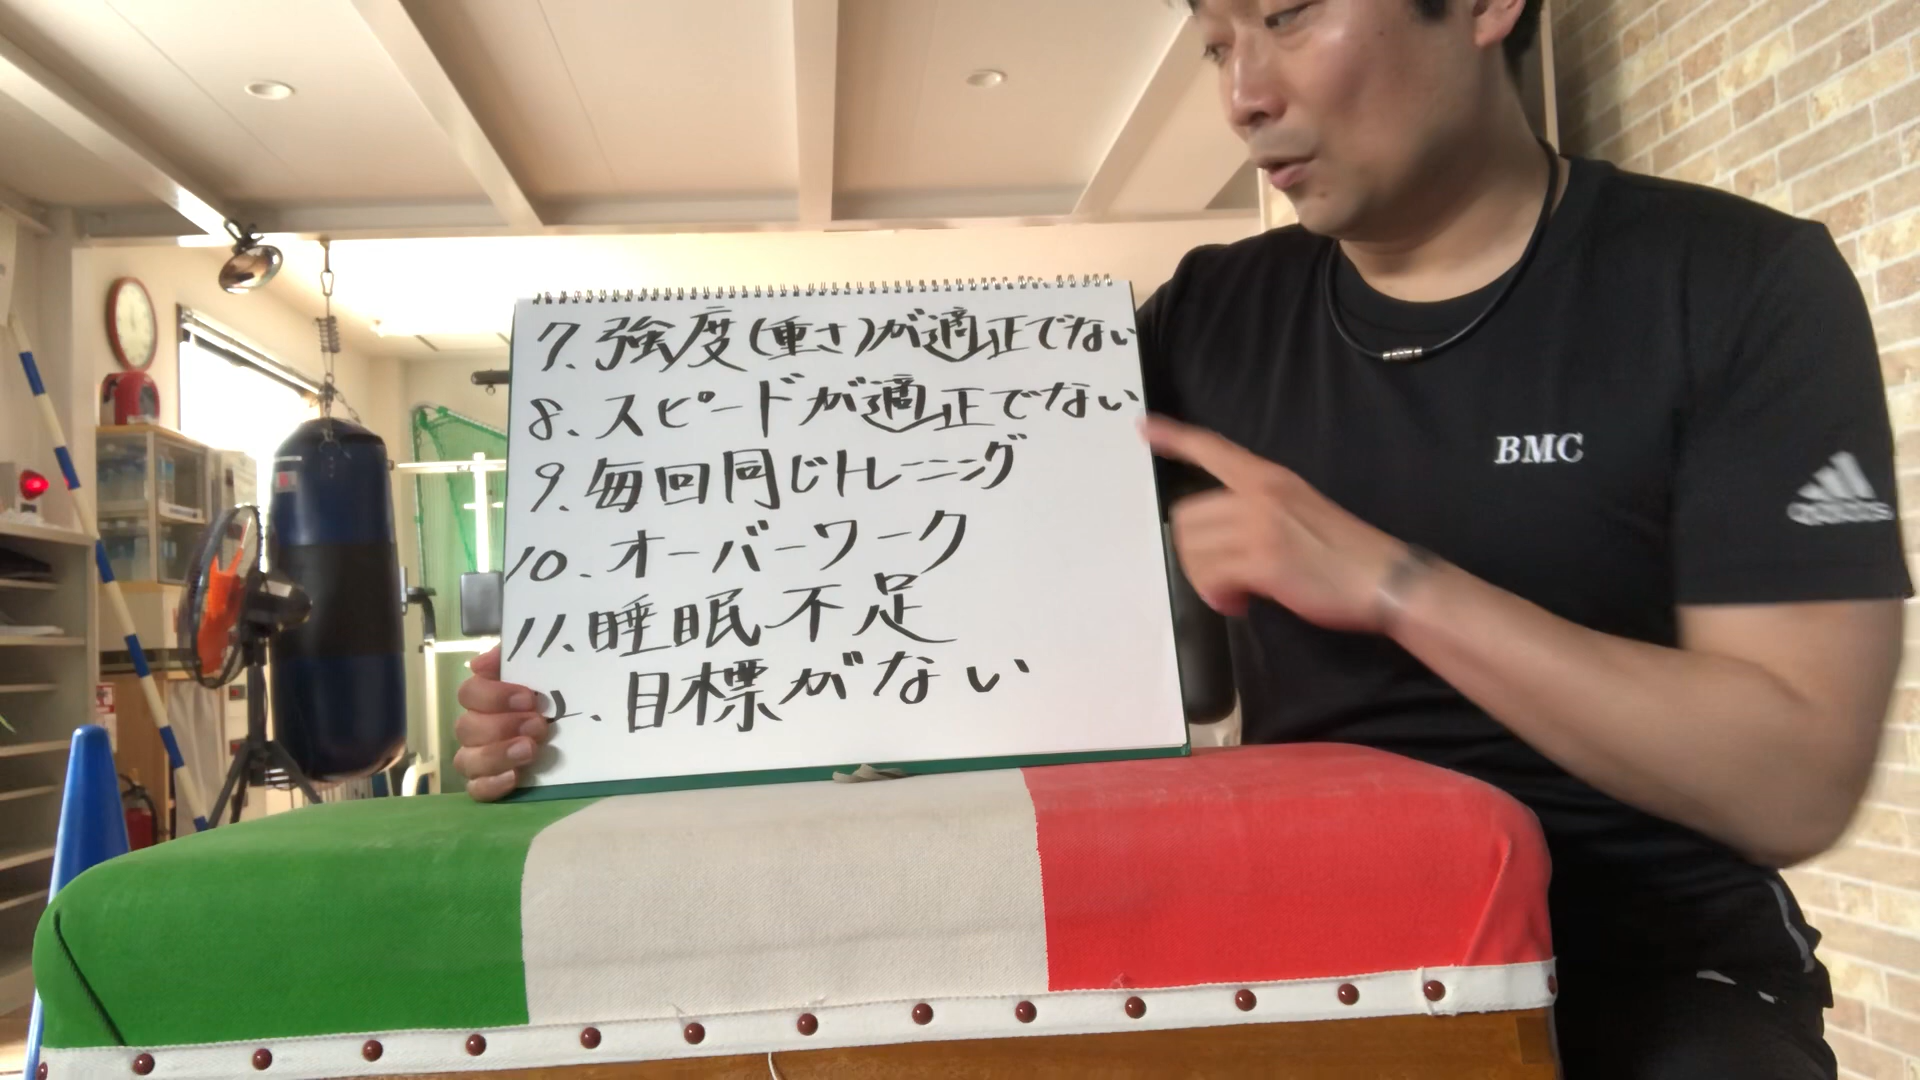 7. 強度(重さ)が適正でない
8. スピードが適正でない
9. 毎回同じトレーニング
10. オーバーワーク
11. 睡眠不足
2. 目標がない
BMC
adidas